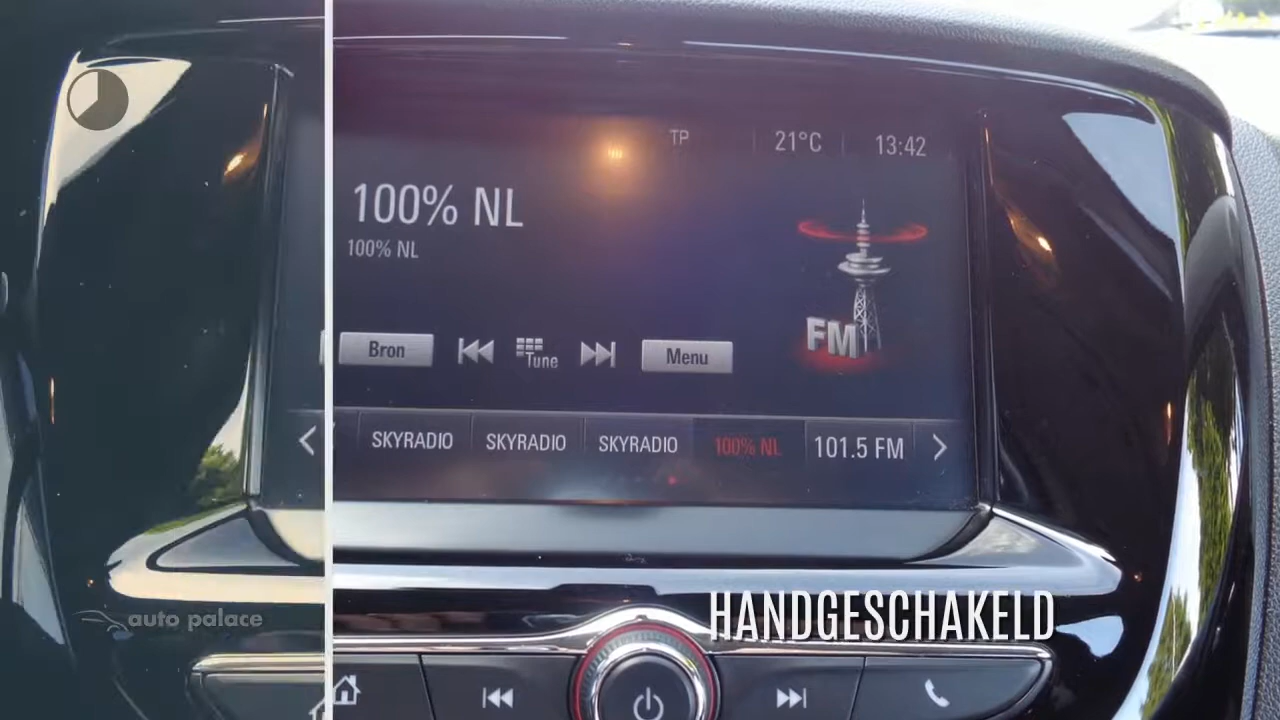 TP 21°C 13:42
100% NL
100% NL
FM
Bron Tune Menu
SKYRADIO SKYRADIO SKYRADIO 100% NL 101.5 FM
HANDGESCHAKELD
auto palace